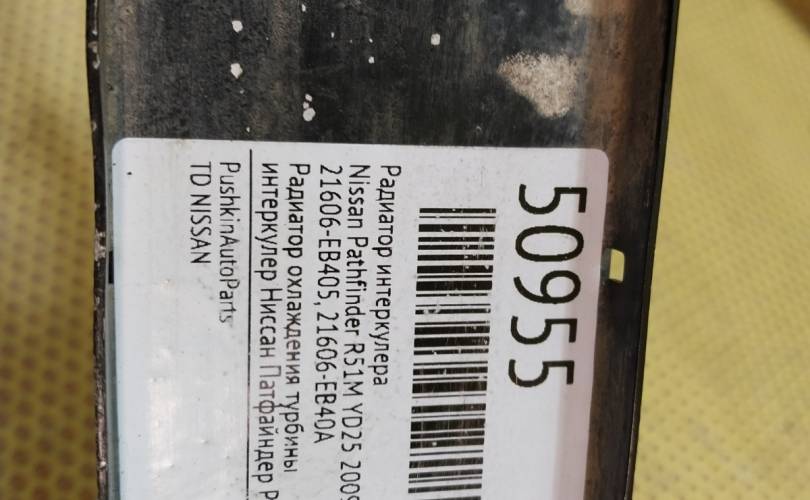 50955
Радиатор интеркулера
Nissan Pathfinder R51M YD25 2009
21606-EB405, 21606-EB40A
Радиатор охлаждения турбины
интеркулер Ниссан Патфайндер Р
PushkinAutoParts
TD NISSAN